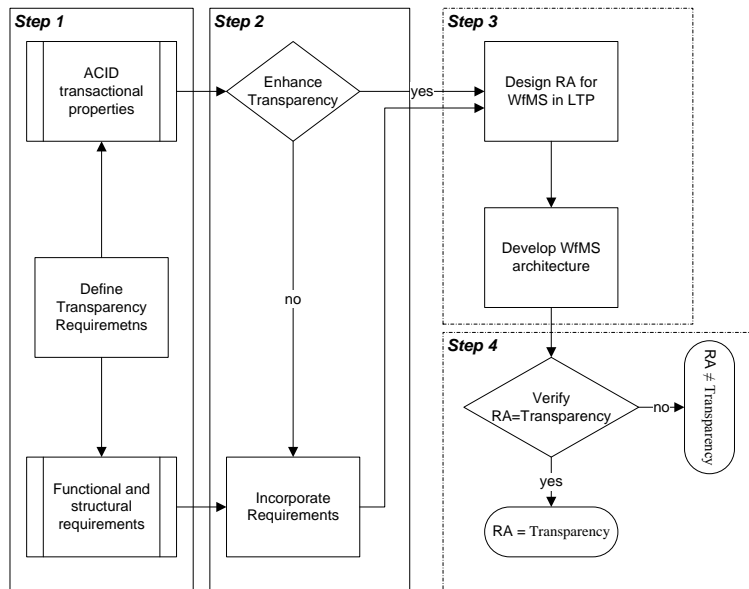 Step 1
ACID
transactional
properties
Define
Transparency
Requiremetns
Functional and
structural
requirements
Step 2
Enhance
Transparency
yes
no
Incorporate
Requirements
Step 3
Design RA for
WfMS in LTP
Develop WfMS
architecture
Step 4
Verify
RA=Transparency
no
RA ≠ Transparency
yes
RA = Transparency